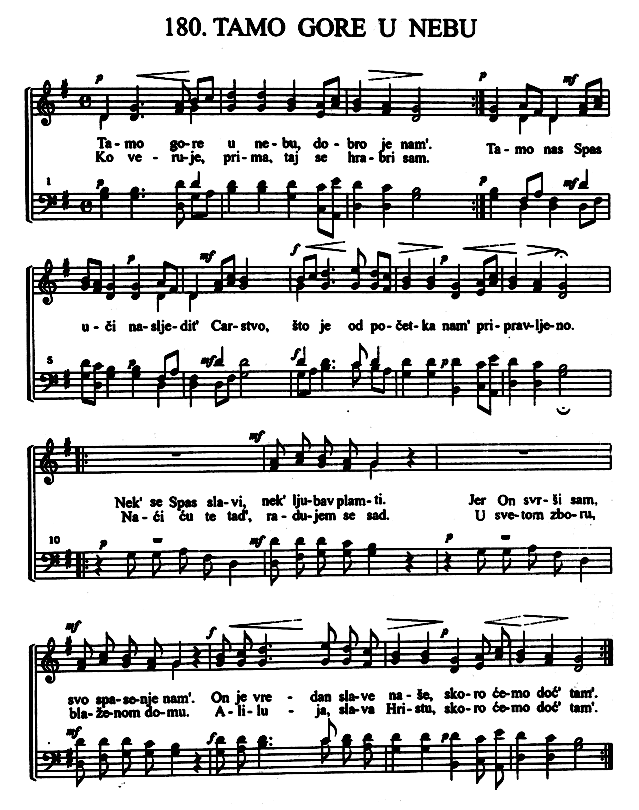 180. TAMO GORE U NEBU
p
mf
Ta - mo go - re u ne - bu, do - bro je nam'. Ta - mo nas Spas
Ko ve - ru - je, pri - ma, taj se hra - bri sam.
1
p mf
p mf f p
u - či na - slje - dit' Car - stvo, što je od po - čet - ka nam' pri - prav - lje - no.
5
p mf f p
mf
Nek' se Spas sla - vi, nek' lju - bav plam - ti. Jer On svr - ši sam,
Na - ći ću te tad', ra - du - jem se sad. U sve - tom zbo - ru,
10
p mf p
mf f p
svo spa - se - nje nam'. On je vre - dan sla - ve na - še, sko - ro će - mo doć' tam'.
bla - že - nom do - mu. A - li - lu - ja, sla - va Hri - stu, sko - ro će - mo doć' tam'.
mf f p